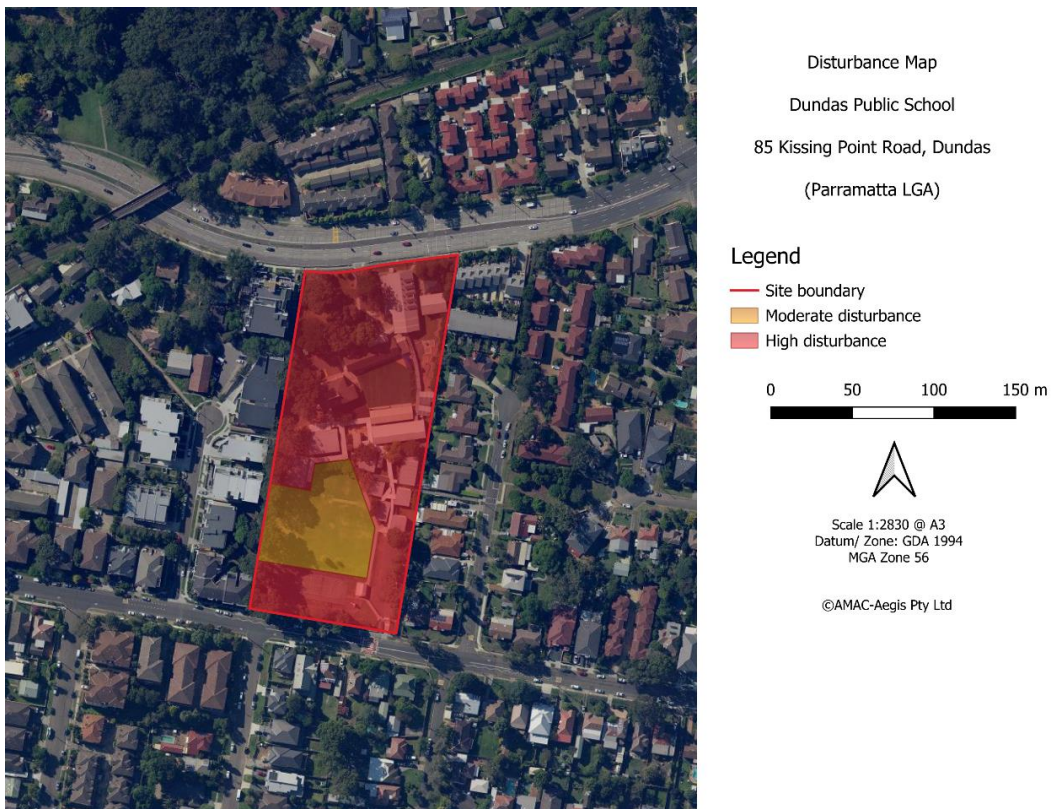 Disturbance Map
Dundas Public School
85 Kissing Point Road, Dundas
(Parramatta LGA)
Legend
Site boundary
Moderate disturbance
High disturbance
0 50 100 150 m
Scale 1:2830 @ A3
Datum/ Zone: GDA 1994
MGA Zone 56
©AMAC-Aegis Pty Ltd